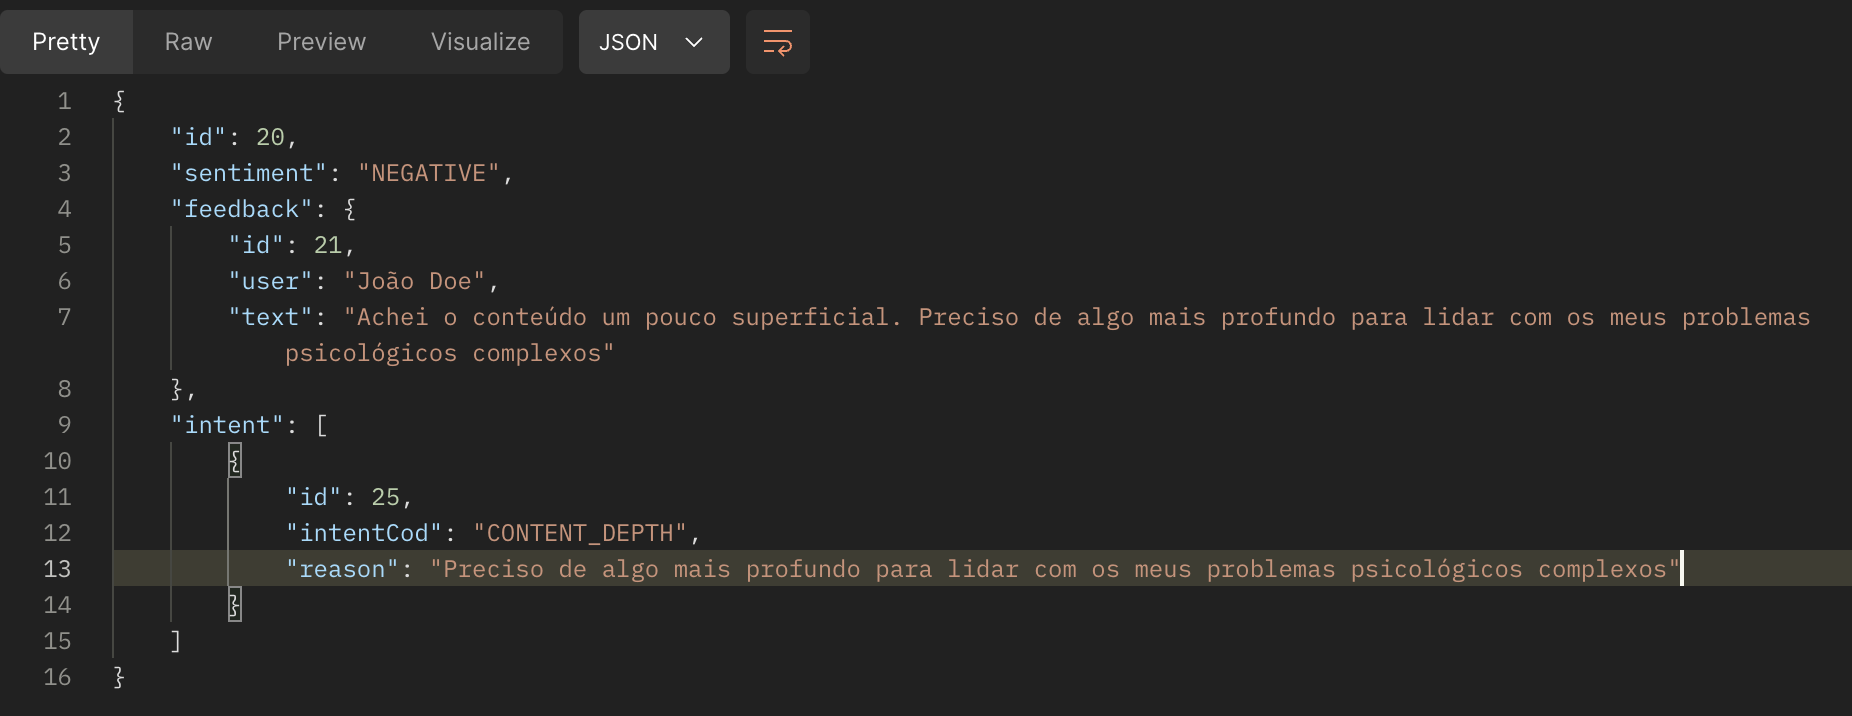 Pretty Raw Preview Visualize JSON
1 {
2 "id": 20,
3 "sentiment": "NEGATIVE",
4 "feedback": {
5 "id": 21,
6 "user": "João Doe",
7 "text": "Achei o conteúdo um pouco superficial. Preciso de algo mais profundo para lidar com os meus problemas
psicológicos complexos"
8 },
9 "intent": [
10 {
11 "id": 25,
12 "intentCod": "CONTENT_DEPTH",
13 "reason": "Preciso de algo mais profundo para lidar com os meus problemas psicológicos complexos"
14 }
15 ]
16 }